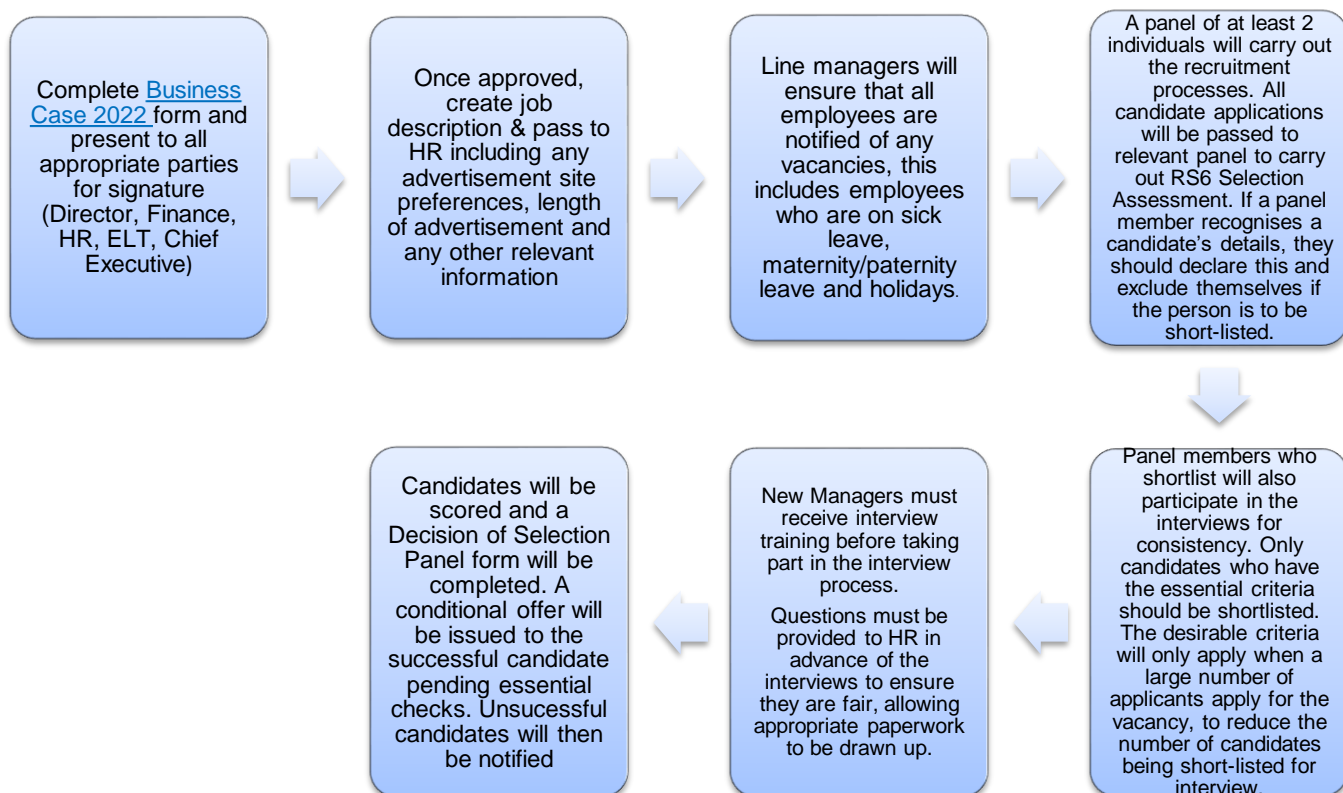 Complete Business
Case 2022 form and
present to all
appropriate parties
for signature
(Director, Finance,
HR, ELT, Chief
Executive)
Once approved,
create job
description & pass to
HR including any
advertisement site
preferences, length
of advertisement and
any other relevant
information
Line managers will
ensure that all
employees are
notified of any
vacancies, this
includes employees
who are on sick
leave,
maternity/paternity
leave and holidays.
A panel of at least 2
individuals will carry out
the recruitment
processes. All
candidate applications
will be passed to
relevant panel to carry
out RS6 Selection
Assessment. If a panel
member recognises a
candidate’s details, they
should declare this and
exclude themselves if
the person is to be
short-listed.
Panel members who
shortlist will also
participate in the
interviews for
consistency. Only
candidates who have
the essential criteria
should be shortlisted.
The desirable criteria
will only apply when a
large number of
applicants apply for the
vacancy, to reduce the
number of candidates
being short-listed for
interview.
New Managers must
receive interview
training before taking
part in the interview
process.
Questions must be
provided to HR in
advance of the
interviews to ensure
they are fair, allowing
appropriate paperwork
to be drawn up.
Candidates will be
scored and a
Decision of Selection
Panel form will be
completed. A
conditional offer will
be issued to the
successful candidate
pending essential
checks. Unsucessful
candidates will then
be notified